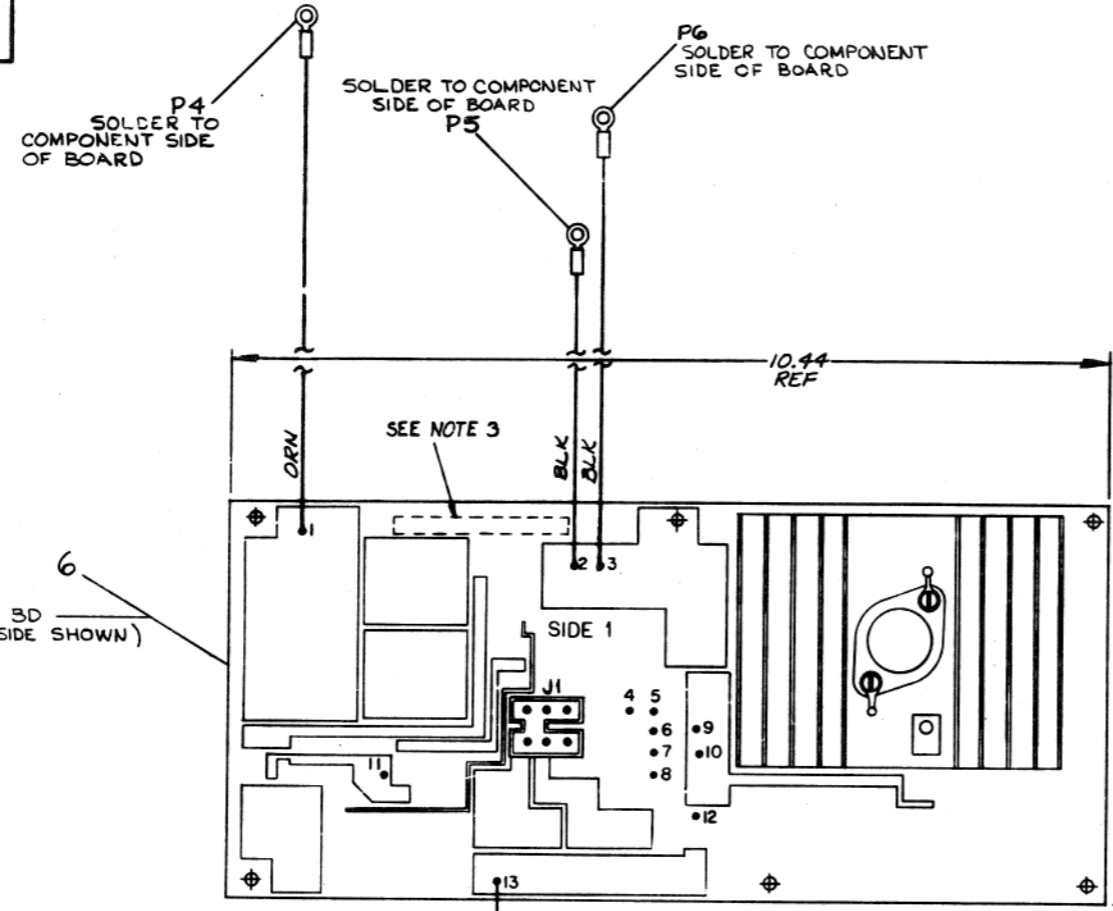 P4
SOLDER TO
COMPONENT SIDE
OF BOARD
SOLDER TO COMPONENT
SIDE OF BOARD
P5
P6
SOLDER TO COMPONENT
SIDE OF BOARD
10.44
REF
ORN
SEE NOTE 3
BLK
BLK
1
2
3
6
BD
SIDE SHOWN)
SIDE 1
J1
4
5
6
7
8
9
10
11
12
13